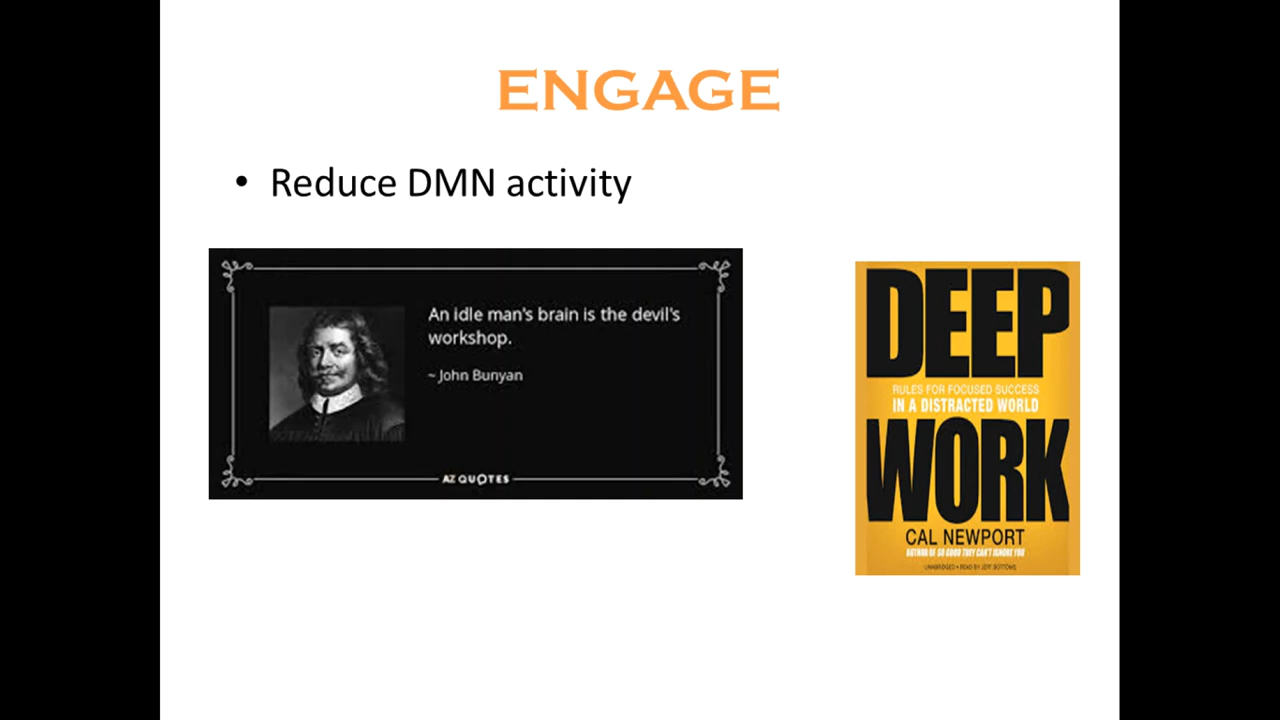 ENGAGE
• Reduce DMN activity
An idle man's brain is the devil's
workshop.
~ John Bunyan
AZ QUOTES
DEEP
RULES FOR FOCUSED SUCCESS
IN A DISTRACTED WORLD
WORK
CAL NEWPORT
AUTHOR OF SO GOOD THEY CAN'T IGNORE YOU
UNABRIDGED • READ BY JEFF BOTTOMS